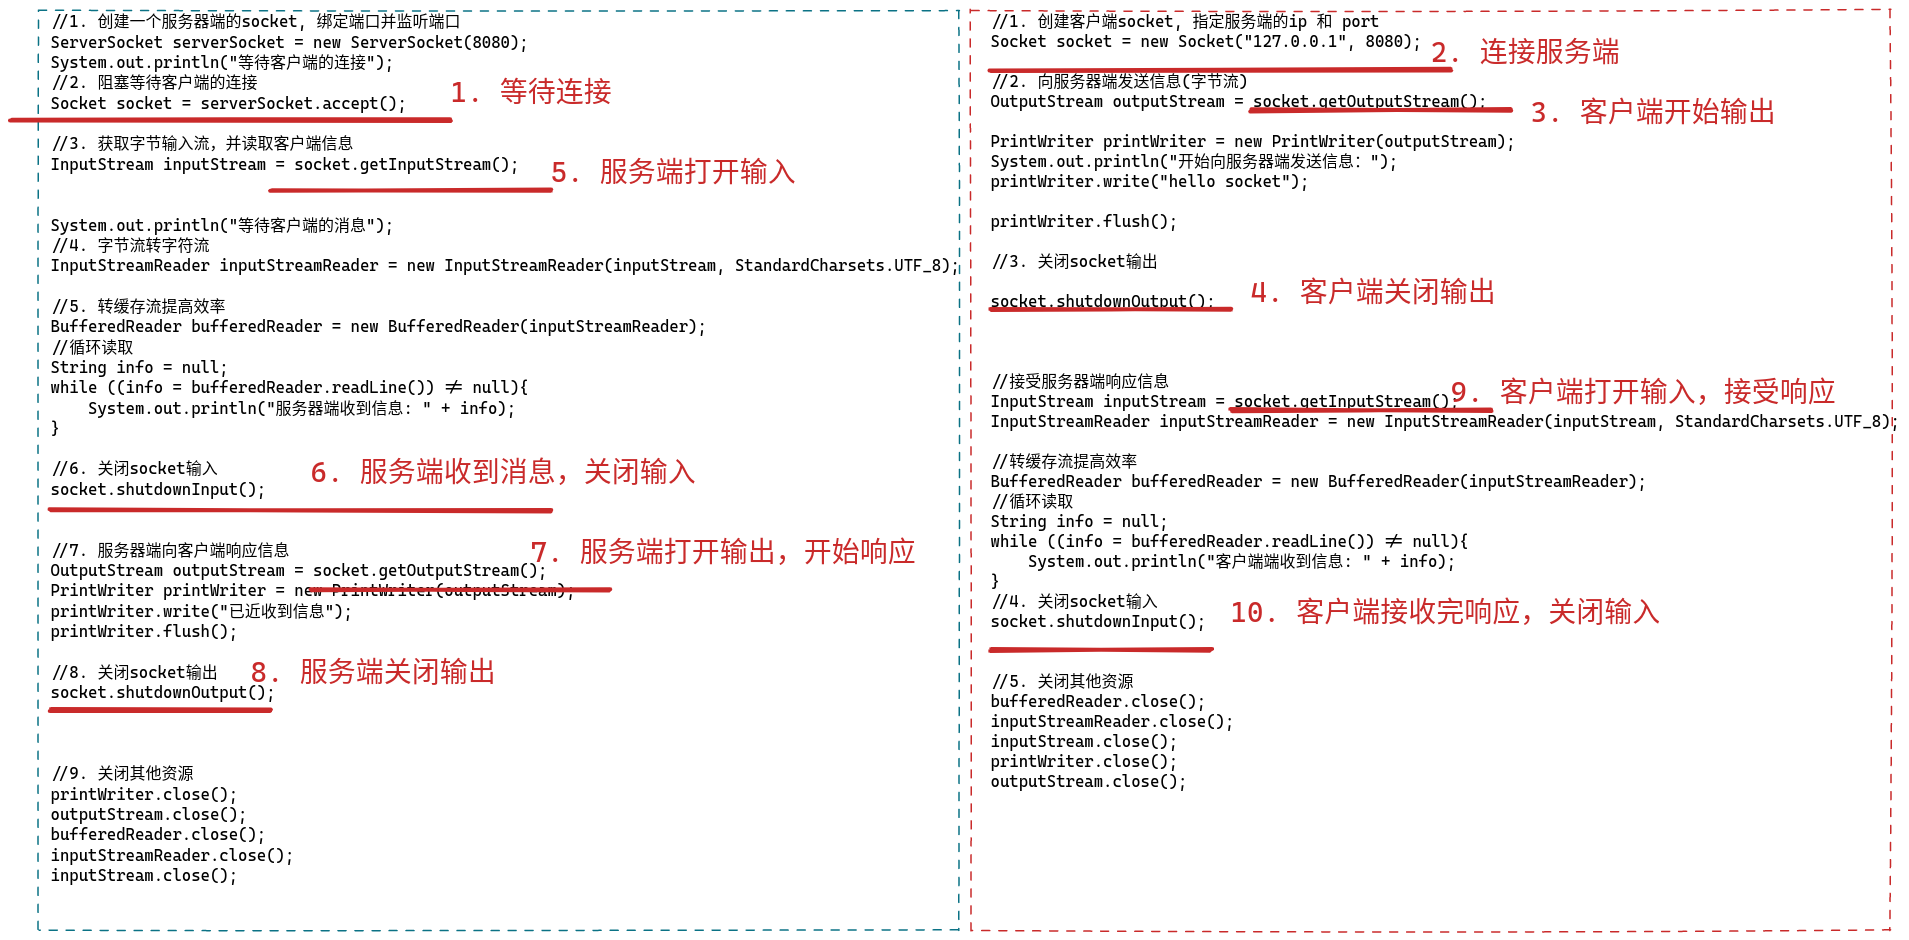 //1. 创建一个服务器端的socket, 绑定端口并监听端口
ServerSocket serverSocket = new ServerSocket(8080);
System.out.println("等待客户端的连接");
//2. 阻塞等待客户端的连接
Socket socket = serverSocket.accept();
1. 等待连接
//3. 获取字节输入流，并读取客户端信息
InputStream inputStream = socket.getInputStream();
5. 服务端打开输入
System.out.println("等待客户端的消息");
//4. 字节流转字符流
InputStreamReader inputStreamReader = new InputStreamReader(inputStream, StandardCharsets.UTF_8);
//5. 转缓存流提高效率
BufferedReader bufferedReader = new BufferedReader(inputStreamReader);
//循环读取
String info = null;
while ((info = bufferedReader.readLine()) != null){
System.out.println("服务器端收到信息: " + info);
}
//6. 关闭socket输入
socket.shutdownInput();
6. 服务端收到消息，关闭输入
//7. 服务器端向客户端响应信息
OutputStream outputStream = socket.getOutputStream();
7. 服务端打开输出，开始响应
PrintWriter printWriter = new PrintWriter(outputStream);
printWriter.write("已近收到信息");
printWriter.flush();
//8. 关闭socket输出
socket.shutdownOutput();
8. 服务端关闭输出
//9. 关闭其他资源
printWriter.close();
outputStream.close();
bufferedReader.close();
inputStreamReader.close();
inputStream.close();
//1. 创建客户端socket, 指定服务端的ip 和 port
Socket socket = new Socket("127.0.0.1", 8080);
2. 连接服务端
//2. 向服务器端发送信息(字节流)
OutputStream outputStream = socket.getOutputStream();
3. 客户端开始输出
PrintWriter printWriter = new PrintWriter(outputStream);
System.out.println("开始向服务器端发送信息: ");
printWriter.write("hello socket");
printWriter.flush();
//3. 关闭socket输出
socket.shutdownOutput();
4. 客户端关闭输出
//接受服务器端响应信息
InputStream inputStream = socket.getInputStream();
9. 客户端打开输入，接受响应
InputStreamReader inputStreamReader = new InputStreamReader(inputStream, StandardCharsets.UTF_8);
//转缓存流提高效率
BufferedReader bufferedReader = new BufferedReader(inputStreamReader);
//循环读取
String info = null;
while ((info = bufferedReader.readLine()) != null){
System.out.println("客户端端收到信息: " + info);
}
//4. 关闭socket输入
socket.shutdownInput();
10. 客户端接收完响应，关闭输入
//5. 关闭其他资源
bufferedReader.close();
inputStreamReader.close();
inputStream.close();
printWriter.close();
outputStream.close();